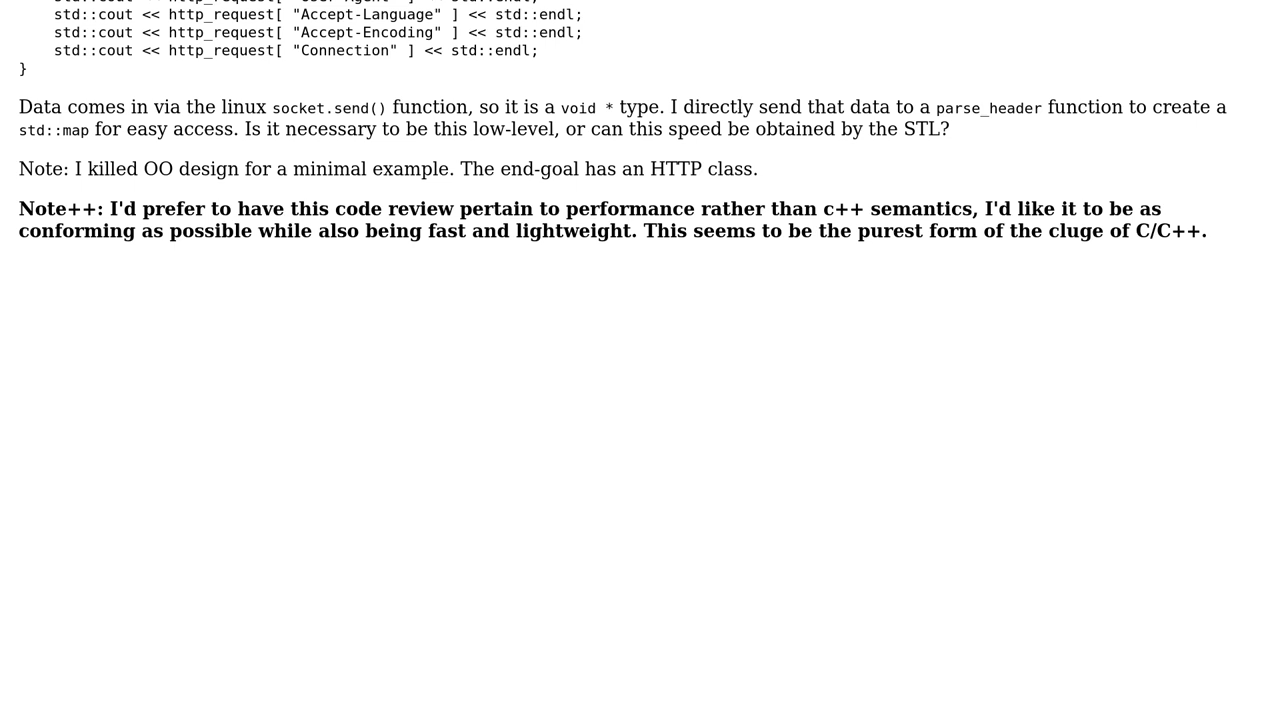 std::cout << http_request[ "Accept-Language" ] << std::endl;
std::cout << http_request[ "Accept-Encoding" ] << std::endl;
std::cout << http_request[ "Connection" ] << std::endl;
}
Data comes in via the linux socket.send() function, so it is a void * type. I directly send that data to a parse_header function to create a
std::map for easy access. Is it necessary to be this low-level, or can this speed be obtained by the STL?
Note: I killed OO design for a minimal example. The end-goal has an HTTP class.
Note++: I'd prefer to have this code review pertain to performance rather than c++ semantics, I'd like it to be as
conforming as possible while also being fast and lightweight. This seems to be the purest form of the cluge of C/C++.